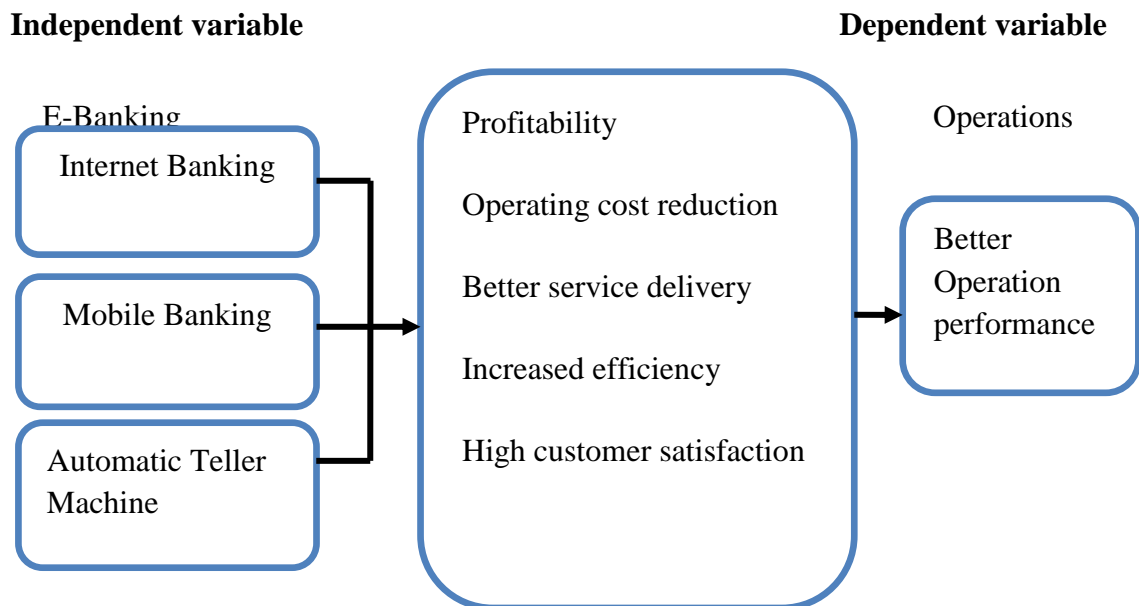 Independent variable
Dependent variable
E-Banking
Internet Banking
Mobile Banking
Automatic Teller
Machine
Profitability
Operating cost reduction
Better service delivery
Increased efficiency
High customer satisfaction
Operations
Better
Operation
performance